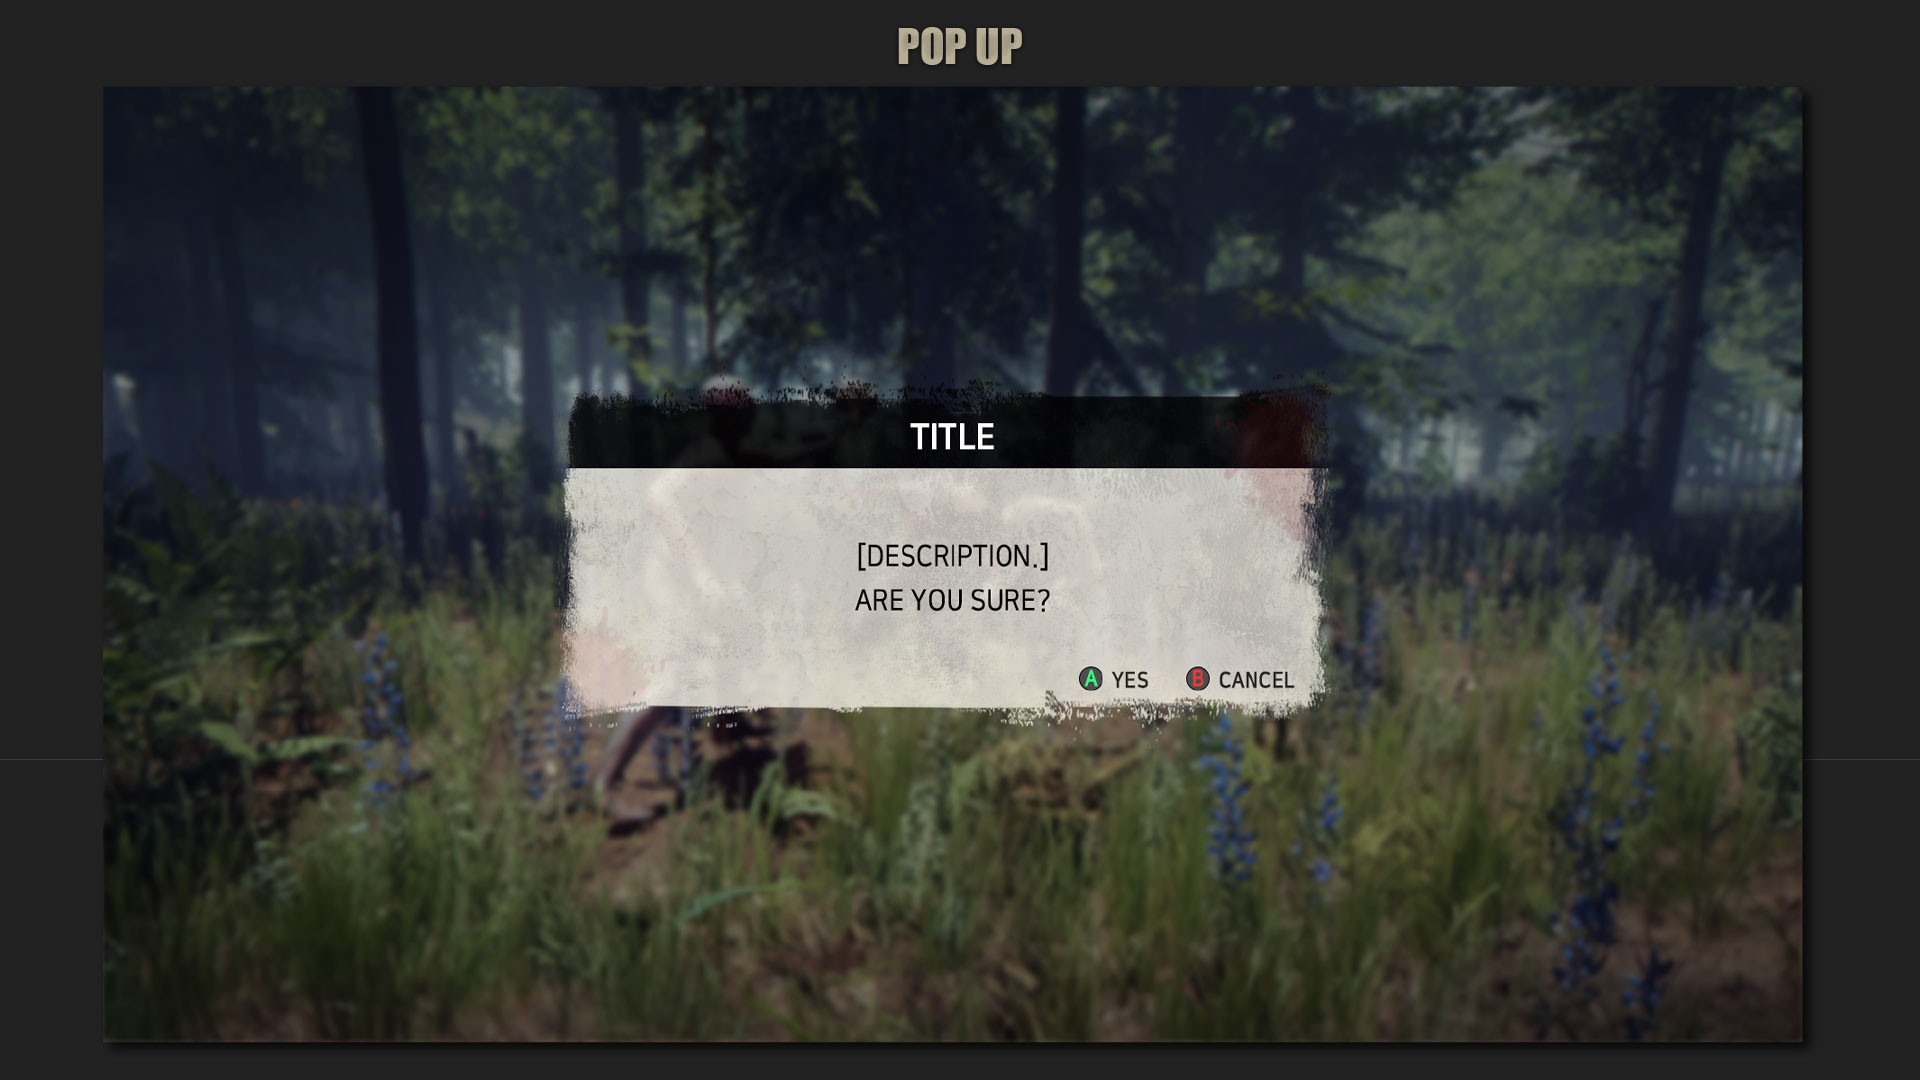 POP UP
TITLE
[DESCRIPTION.]
ARE YOU SURE?
A YES B CANCEL